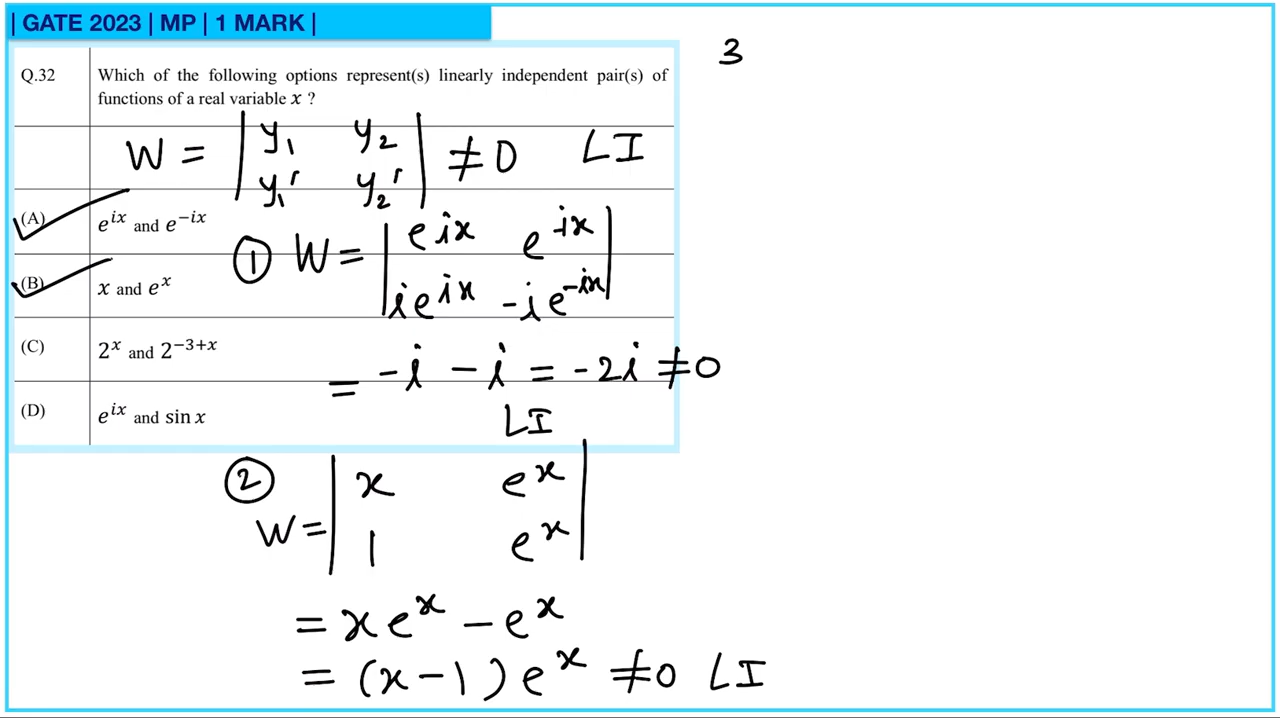 | GATE 2023 | MP | 1 MARK |
3
Q.32 Which of the following options represent(s) linearly independent pair(s) of
functions of a real variable x ?
W = | y₁ y₂ | ≠ 0 LI
| y₁' y₂' |
(A) e^{ix} and e^{-ix}
① W = | e^{ix} e^{-ix} |
| ie^{ix} -ie^{-ix} |
(B) x and e^x
(C) 2^x and 2^{-3+x}
= -i - i = -2i ≠ 0
(D) e^{ix} and sin x
LI
② W = | x e^x |
| 1 e^x |
= xe^x - e^x
= (x-1)e^x ≠ 0 LI